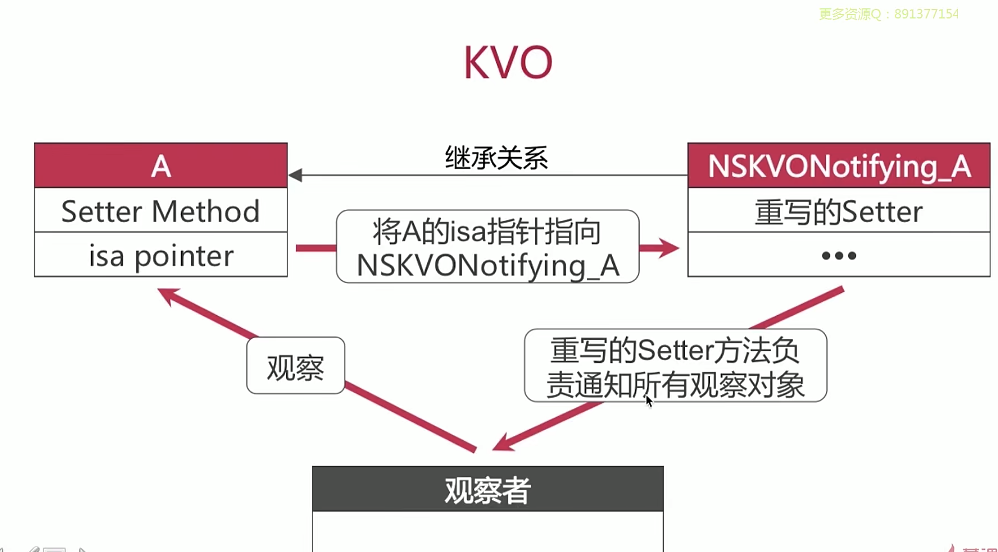 更多资源Q：891377154
KVO
继承关系
A
NSKVONotifying_A
Setter Method
重写的Setter
将A的isa指针指向
NSKVONotifying_A
isa pointer
•••
观察
重写的Setter方法负
责通知所有观察对象
观察者